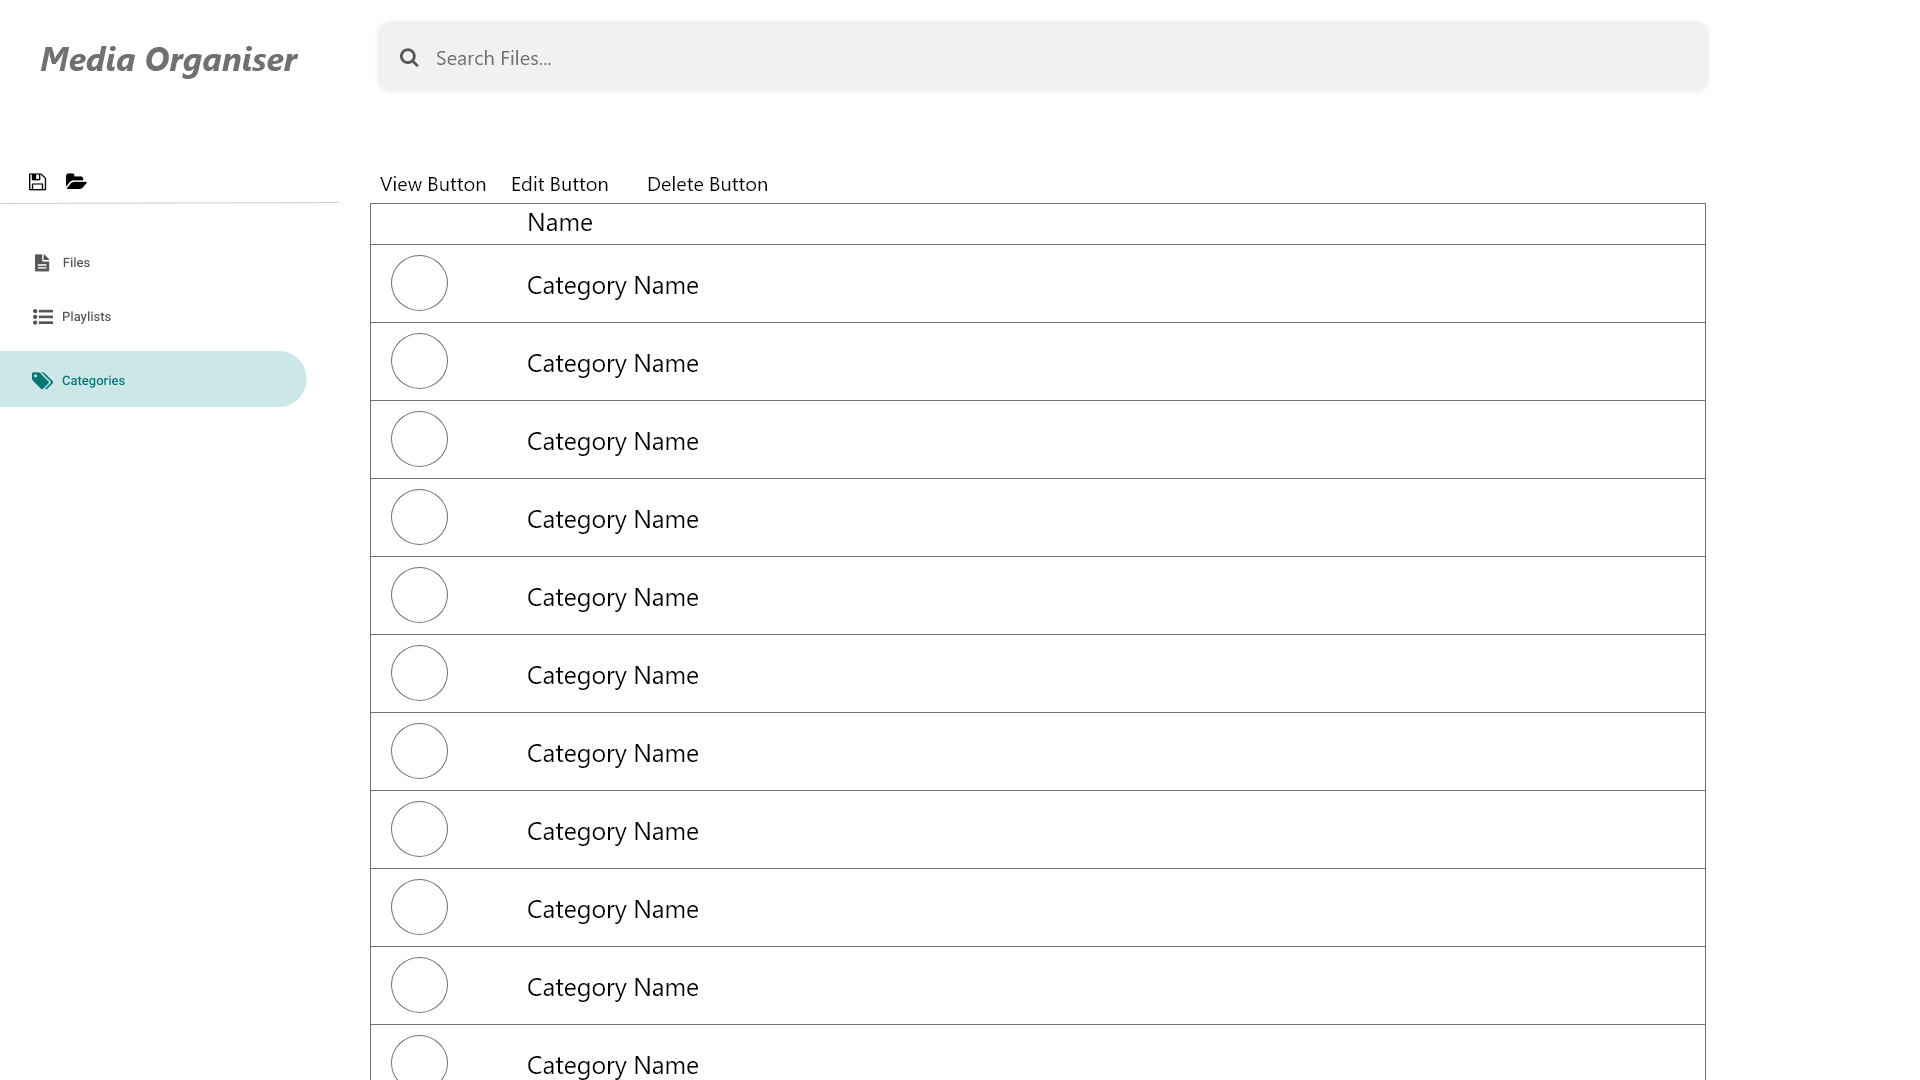 Media Organiser
Search Files...
View Button Edit Button Delete Button
Name
Files
Playlists
Categories
Category Name
Category Name
Category Name
Category Name
Category Name
Category Name
Category Name
Category Name
Category Name
Category Name
Category Name